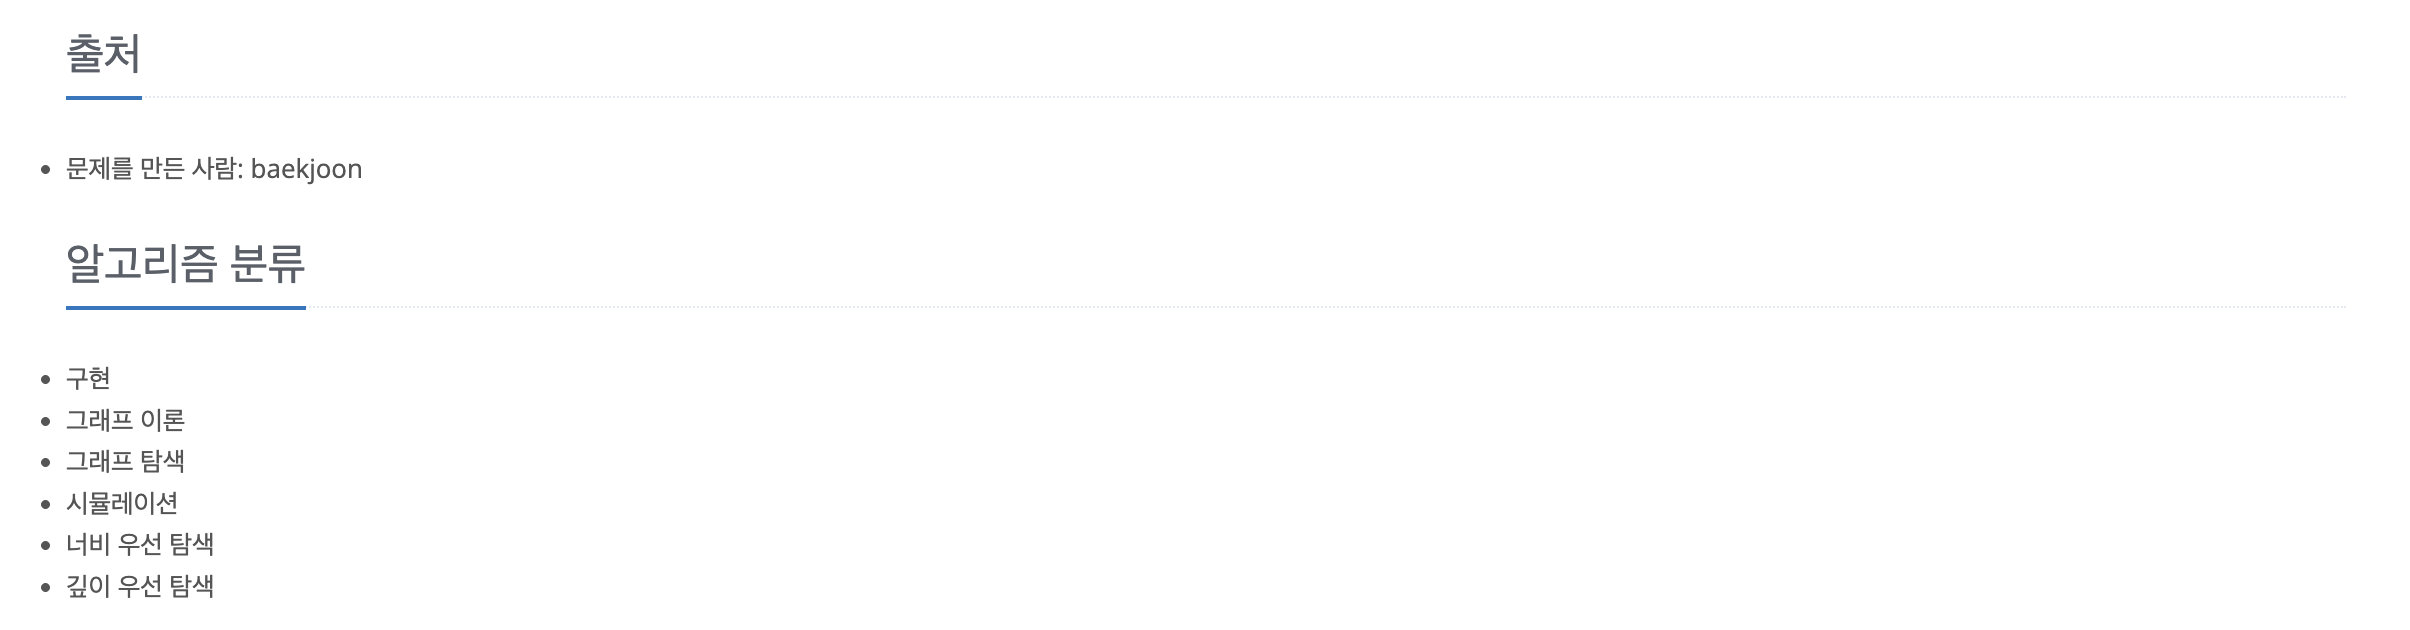 출처
문제를 만든 사람: baekjoon
알고리즘 분류
구현
그래프 이론
그래프 탐색
시뮬레이션
너비 우선 탐색
깊이 우선 탐색